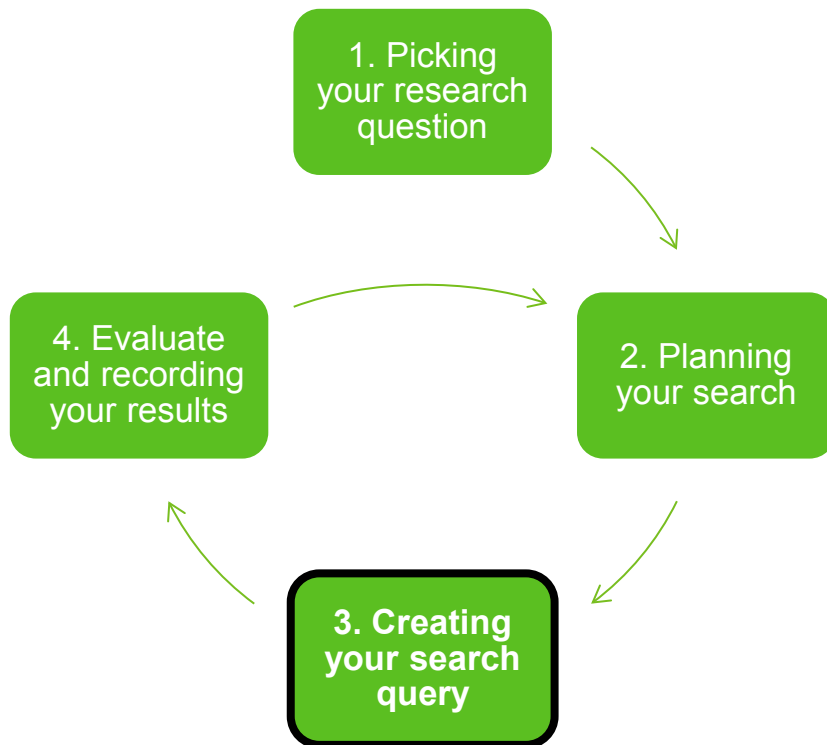 1. Picking
your research
question
2. Planning
your search
3. Creating
your search
query
4. Evaluate
and recording
your results